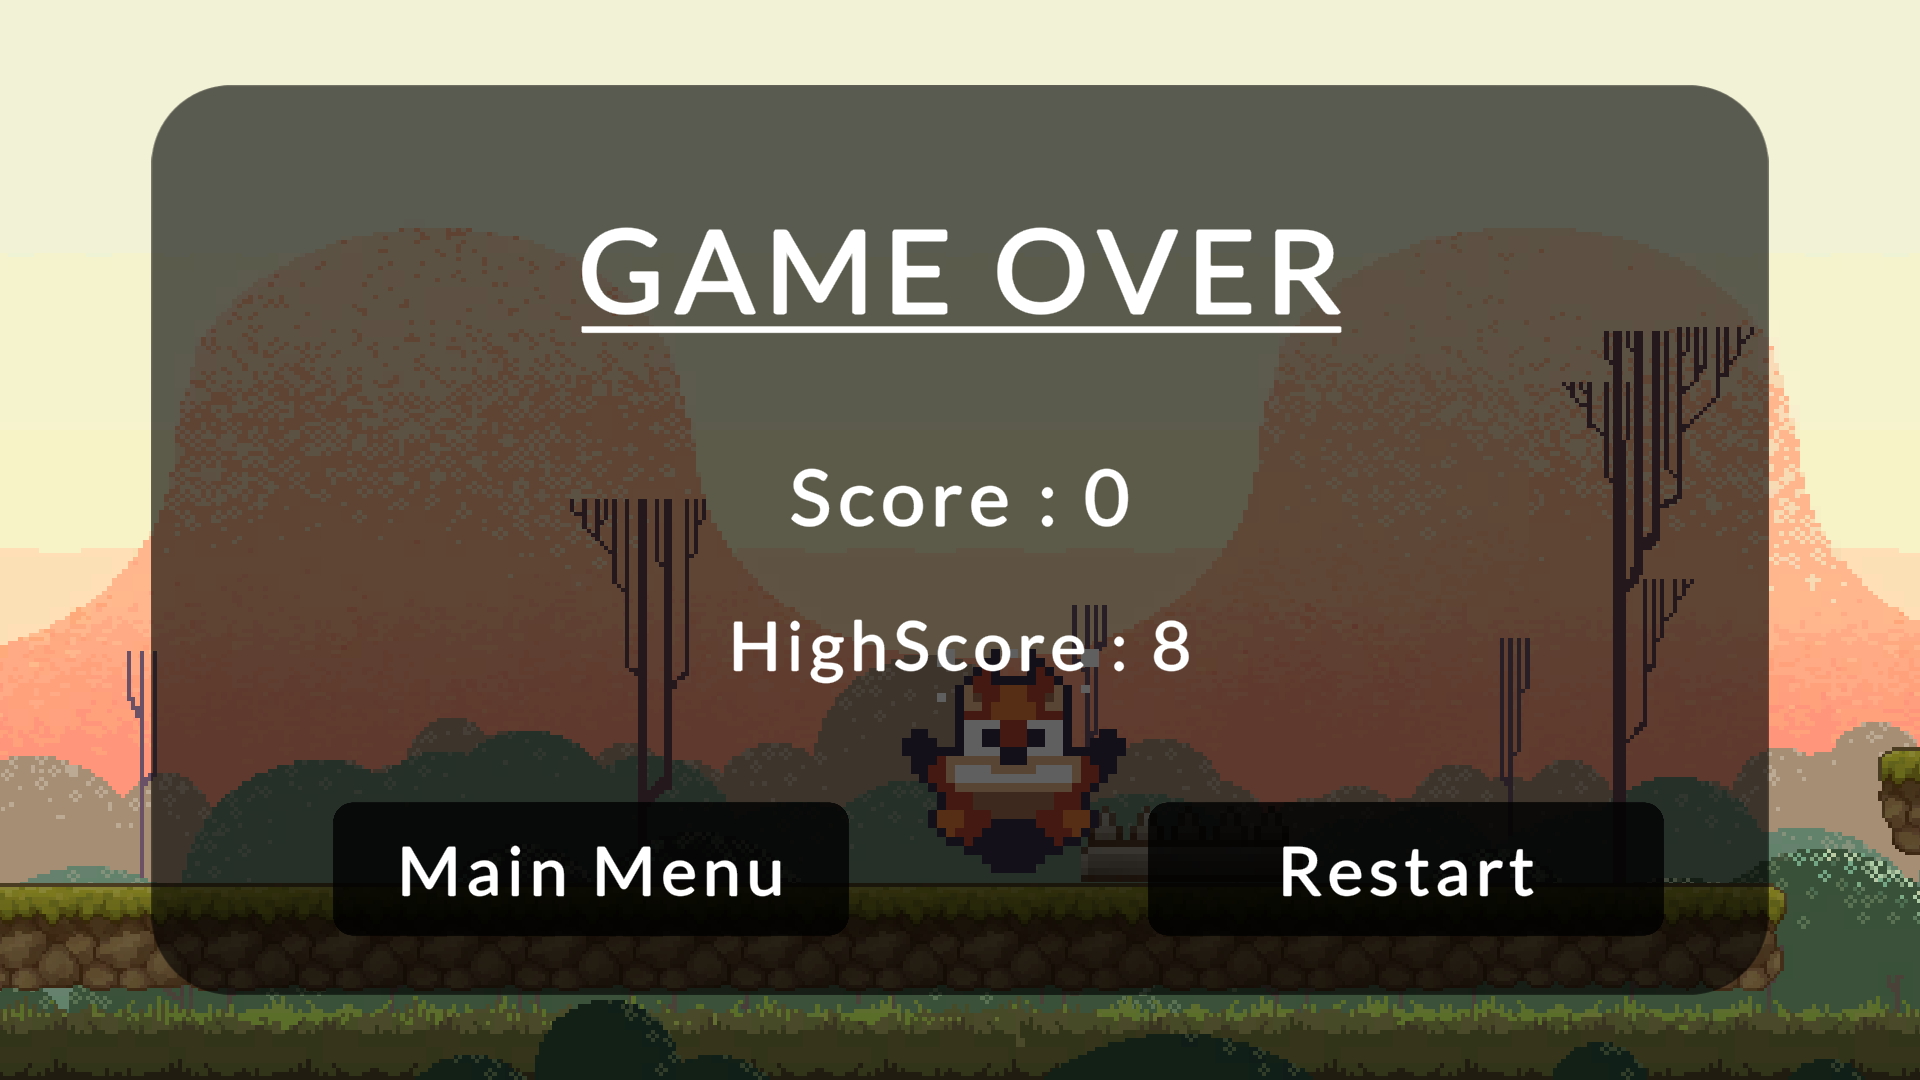 GAME OVER
Score : 0
HighScore : 8
Main Menu
Restart